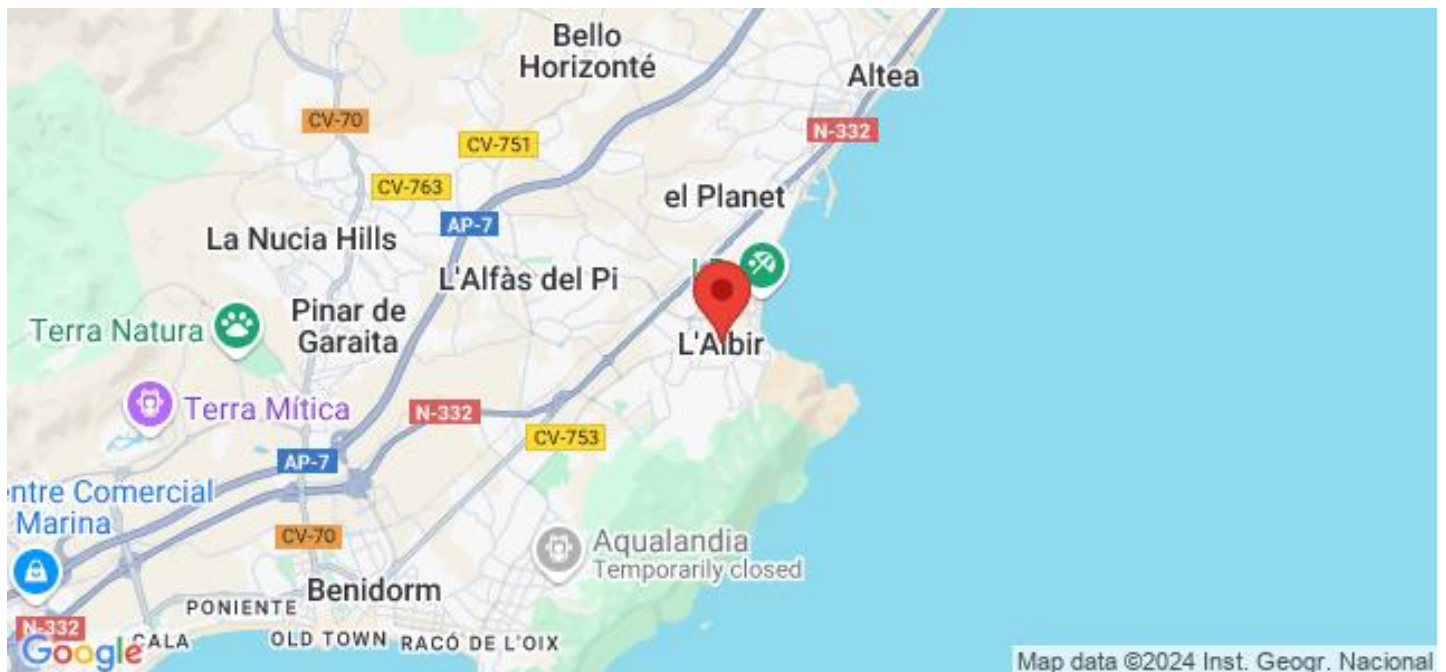 Bello
Horizonté
Altea
CV-70
N-332
CV-751
CV-763
el Planet
AP-7
La Nucia Hills
L'Alfàs del Pi
Pinar de
Garaita
Terra Natura
L'Albir
Terra Mítica
N-332
CV-753
AP-7
entre Comercial
Marina
CV-70
Aqualandia
Temporarily closed
Benidorm
PONIENTE
N-332
CALA
OLD TOWN
RACÓ DE L'OIX
Google
Map data ©2024 Inst. Geogr. Nacional